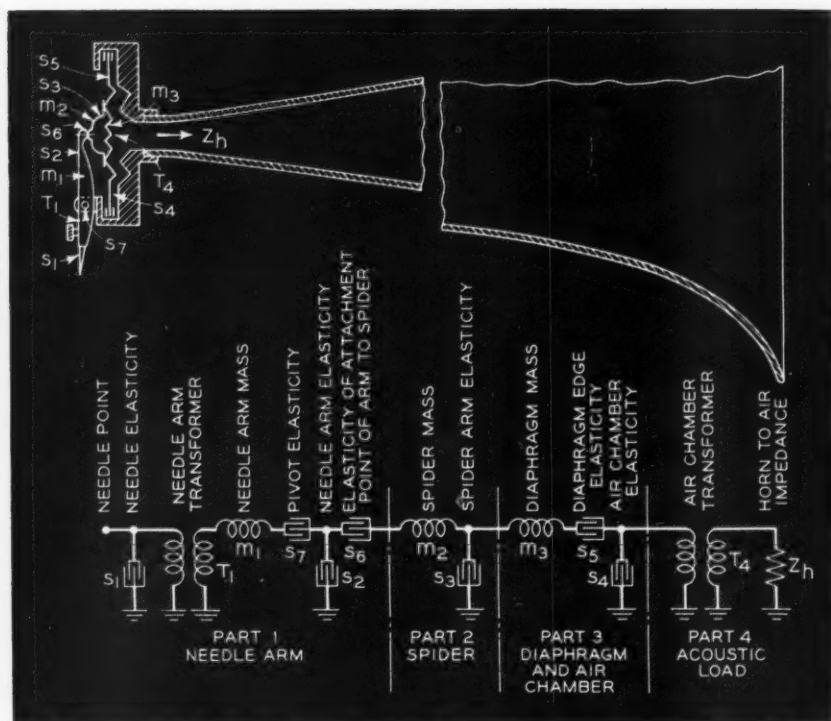 S5
S3
m2
S6
S2
m1
T1
S1
S7
m3
Zh
T4
S4
NEEDLE POINT
NEEDLE ELASTICITY
NEEDLE ARM
TRANSFORMER
NEEDLE ARM MASS
PIVOT ELASTICITY
NEEDLE ARM ELASTICITY
ELASTICITY OF ATTACHMENT
POINT OF ARM TO SPIDER
SPIDER MASS
SPIDER ARM ELASTICITY
DIAPHRAGM MASS
DIAPHRAGM EDGE
ELASTICITY
AIR CHAMBER
ELASTICITY
AIR CHAMBER
TRANSFORMER
HORN TO AIR
IMPEDANCE
S1
T1
m1
S7
S2
S6
m2
S3
m3
S5
S4
T4
Zh
PART 1
NEEDLE ARM
PART 2
SPIDER
PART 3
DIAPHRAGM
AND AIR
CHAMBER
PART 4
ACOUSTIC
LOAD